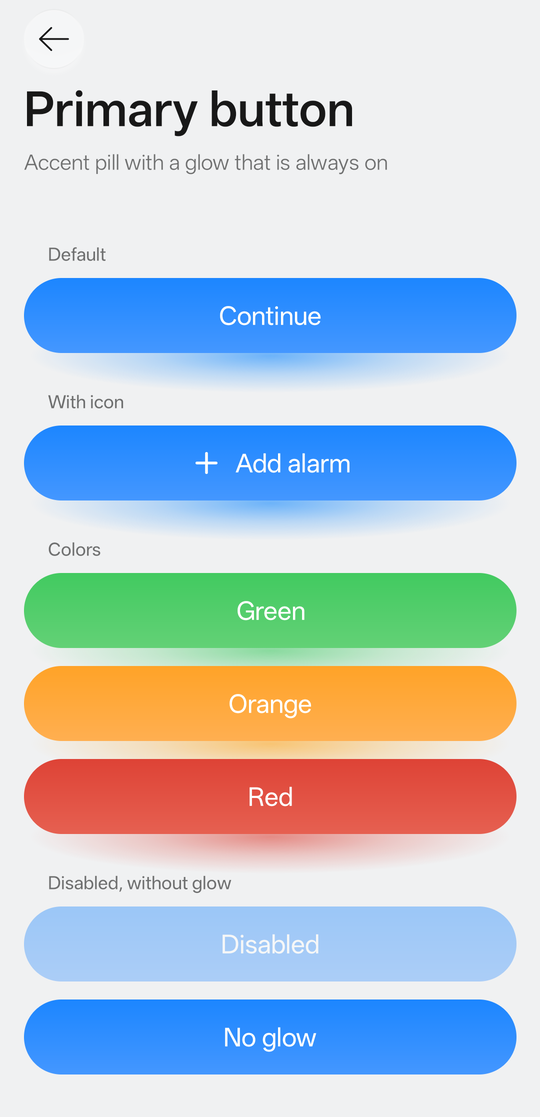 Primary button
Accent pill with a glow that is always on
Default
Continue
With icon
Add alarm
Colors
Green
Orange
Red
Disabled, without glow
Disabled
No glow